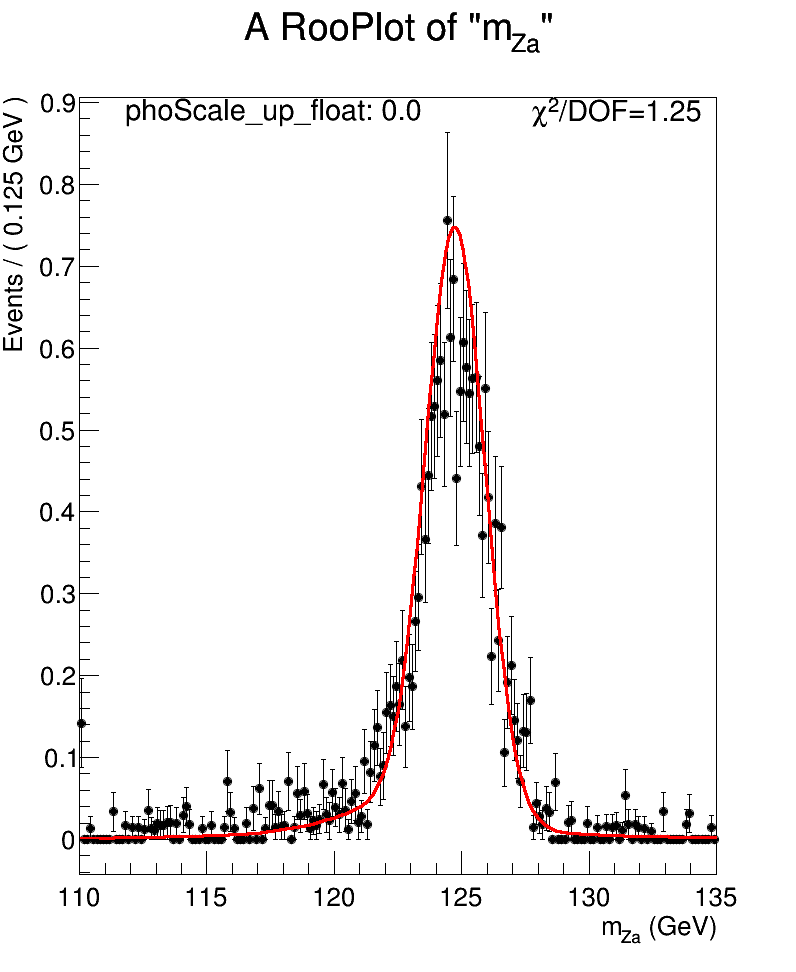 A RooPlot of "m_Za"
phoScale_up_float: 0.0 χ²/DOF=1.25
Events / ( 0.125 GeV )
0.9
0.8
0.7
0.6
0.5
0.4
0.3
0.2
0.1
0
110 115 120 125 130 135
m_Za (GeV)